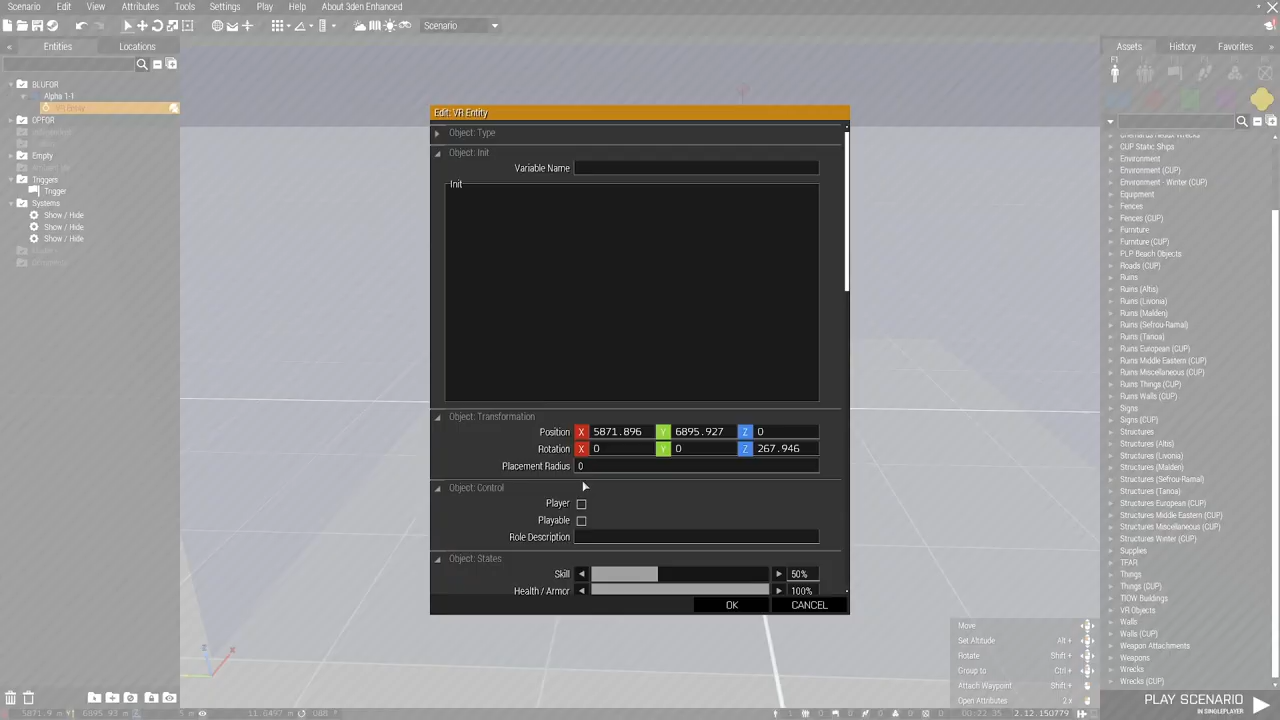 Scenario Edit View Attributes Tools Settings Play Help About 3den Enhanced
Scenario
Entities Locations
BLUFOR
Alpha 1-1
OPFOR
Empty
Triggers
Trigger
Systems
Show / Hide
Show / Hide
Show / Hide
Edit: VR Entity
Object: Type
Object: Init
Variable Name
Init
Object: Transformation
Position X 5871.896 Y 6895.927 Z 0
Rotation X 0 Y 0 Z 267.946
Placement Radius 0
Object: Control
Player
Playable
Role Description
Object: States
Skill 50%
Health / Armor 100%
OK CANCEL
Assets History Favorites
F1
CUP Static Ships
Environment
Environment (CUP)
Environment - Winter (CUP)
Equipment
Fences
Fences (CUP)
Furniture
Furniture (CUP)
PLP Beach Objects
Roads (CUP)
Ruins
Ruins (Altis)
Ruins (Livonia)
Ruins (Malden)
Ruins (Sefrou-Ramal)
Ruins (Tanoa)
Ruins European (CUP)
Ruins Middle Eastern (CUP)
Ruins Miscellaneous (CUP)
Ruins Things (CUP)
Ruins Walls (CUP)
Signs
Signs (CUP)
Structures
Structures (Altis)
Structures (Livonia)
Structures (Malden)
Structures (Sefrou-Ramal)
Structures (Tanoa)
Structures European (CUP)
Structures Middle Eastern (CUP)
Structures Miscellaneous (CUP)
Structures Winter (CUP)
Supplies
TFAR
Things
Things (CUP)
TIOW Buildings
VR Objects
Walls
Walls (CUP)
Weapon Attachments
Weapons
Wrecks
Wrecks (CUP)
Move
Set Altitude Alt +
Rotate Shift +
Group to Ctrl +
Attach Waypoint Shift +
Open Attributes 2 x
PLAY SCENARIO
IN SINGLEPLAYER
00:22:35 2.12.150779